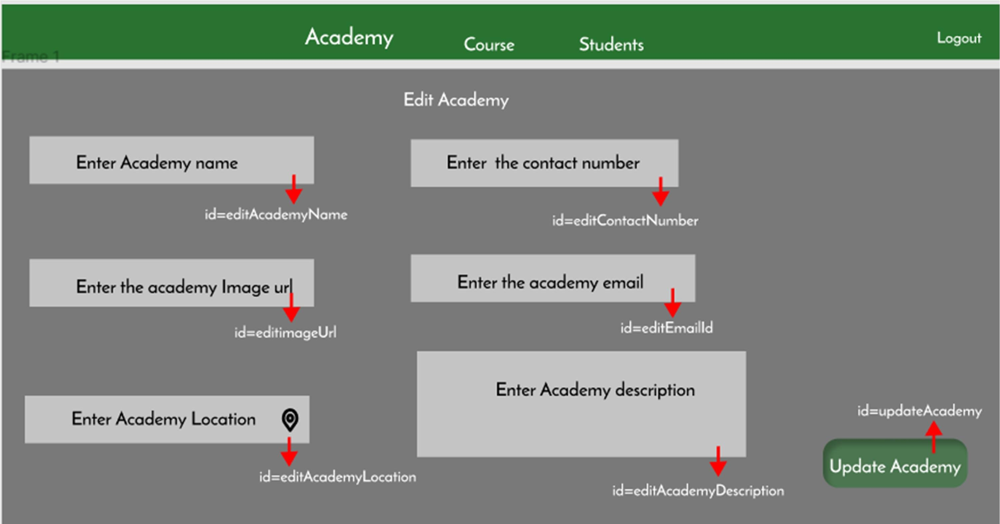 Academy
Course
Students
Logout
Frame 1
Edit Academy
Enter Academy name
Enter the contact number
id=editAcademyName
id=editContactNumber
Enter the academy Image url
Enter the academy email
id=editimageUrl
id=editEmailId
Enter Academy description
Enter Academy Location
id=updateAcademy
Update Academy
id=editAcademyLocation
id=editAcademyDescription